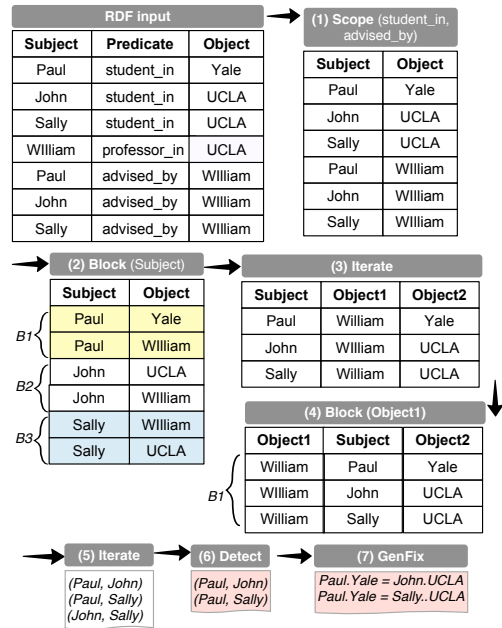 RDF input
Subject Predicate Object
Paul student_in Yale
John student_in UCLA
Sally student_in UCLA
WIlliam professor_in UCLA
Paul advised_by WIlliam
John advised_by WIlliam
Sally advised_by WIlliam
(1) Scope (student_in,
advised_by)
Subject Object
Paul Yale
John UCLA
Sally UCLA
Paul WIlliam
John WIlliam
Sally WIlliam
(2) Block (Subject)
Subject Object
B1
Paul Yale
Paul WIlliam
B2
John UCLA
John WIlliam
B3
Sally WIlliam
Sally UCLA
(3) Iterate
Subject Object1 Object2
Paul William Yale
John WIlliam UCLA
Sally William UCLA
(4) Block (Object1)
Object1 Subject Object2
B1
William Paul Yale
WIlliam John UCLA
William Sally UCLA
(5) Iterate
(Paul, John)
(Paul, Sally)
(John, Sally)
(6) Detect
(Paul, John)
(Paul, Sally)
(7) GenFix
Paul.Yale = John.UCLA
Paul.Yale = Sally..UCLA